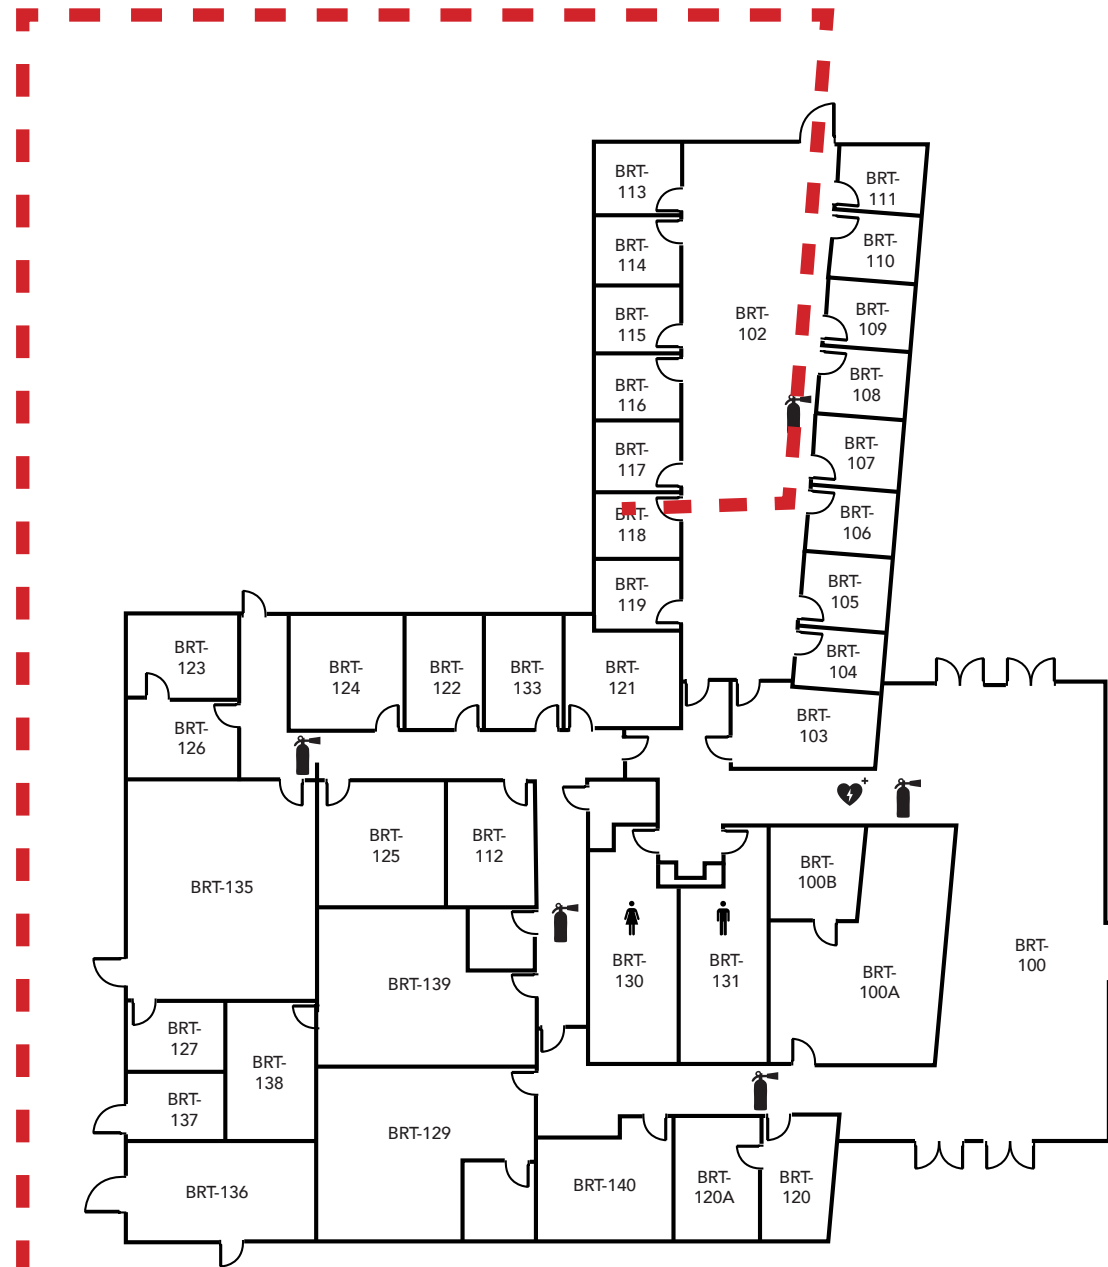 BRT-
113
BRT-
111
BRT-
114
BRT-
110
BRT-
115
BRT-
102
BRT-
109
BRT-
116
BRT-
108
BRT-
117
BRT-
107
BRT-
118
BRT-
106
BRT-
119
BRT-
105
BRT-
104
BRT-
123
BRT-
124
BRT-
122
BRT-
133
BRT-
121
BRT-
103
BRT-
126
BRT-
125
BRT-
112
BRT-
100B
BRT-135
BRT-
130
BRT-
131
BRT-
100
BRT-139
BRT-
100A
BRT-
127
BRT-
138
BRT-
137
BRT-129
BRT-136
BRT-140
BRT-
120A
BRT-
120